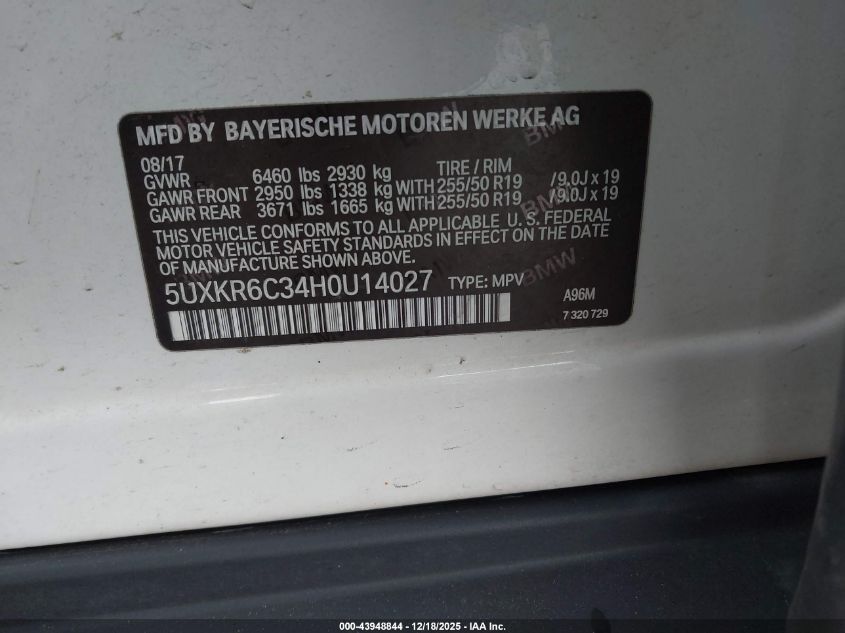 MFD BY BAYERISCHE MOTOREN WERKE AG
08/17 TIRE / RIM
GVWR 6460 lbs 2930 kg
GAWR FRONT 2950 lbs 1338 kg WITH 255/50 R19 /9.0J x 19
GAWR REAR 3671 lbs 1665 kg WITH 255/50 R19 /9.0J x 19
THIS VEHICLE CONFORMS TO ALL APPLICABLE U.S. FEDERAL
MOTOR VEHICLE SAFETY STANDARDS IN EFFECT ON THE DATE
OF MANUFACTURE SHOWN ABOVE.
5UXKR6C34H0U14027 TYPE: MPV
A96M
7 320 729
BMW
BMW
BMW
000-43948844 - 12/18/2025 - IAA Inc.